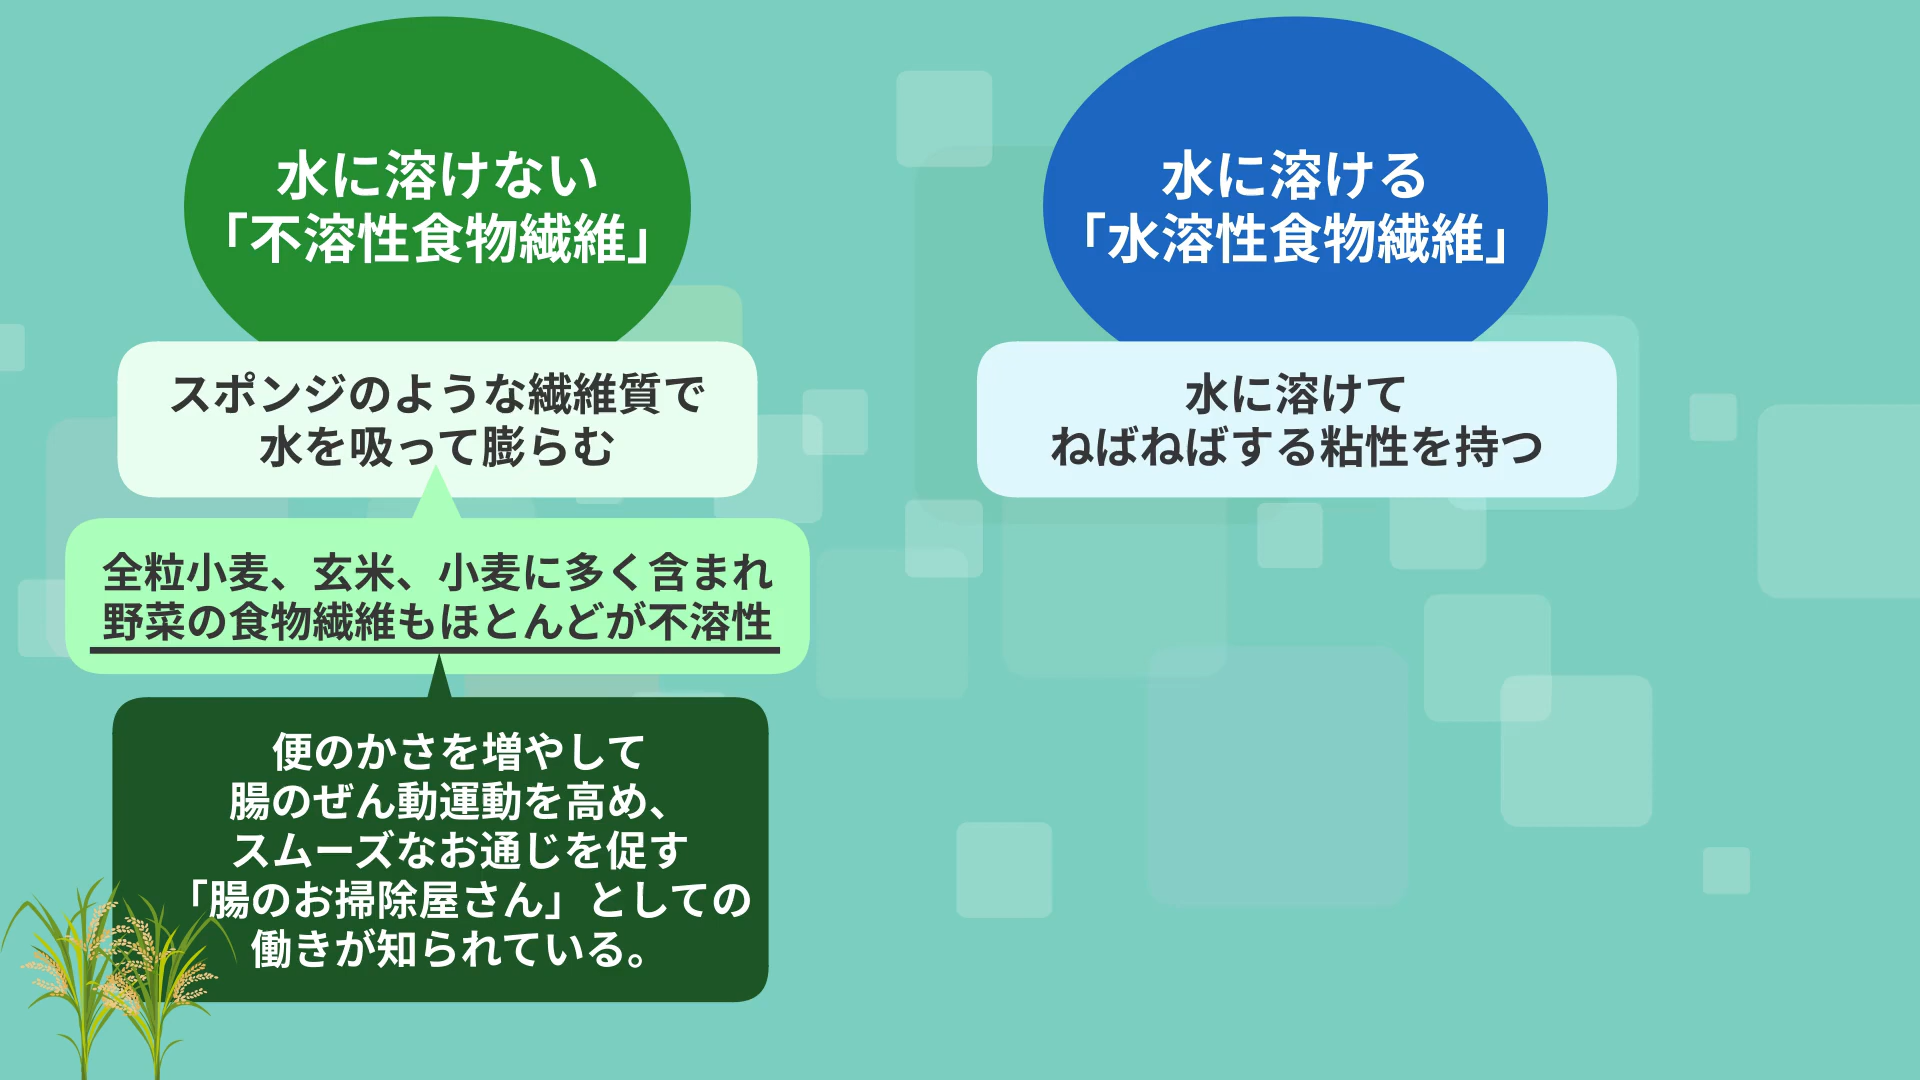 水に溶けない
「不溶性食物繊維」
スポンジのような繊維質で
水を吸って膨らむ
全粒小麦、玄米、小麦に多く含まれ
野菜の食物繊維もほとんどが不溶性
便のかさを増やして
腸のぜん動運動を高め、
スムーズなお通じを促す
「腸のお掃除屋さん」としての
働きが知られている。
水に溶ける
「水溶性食物繊維」
水に溶けて
ねばねばする粘性を持つ